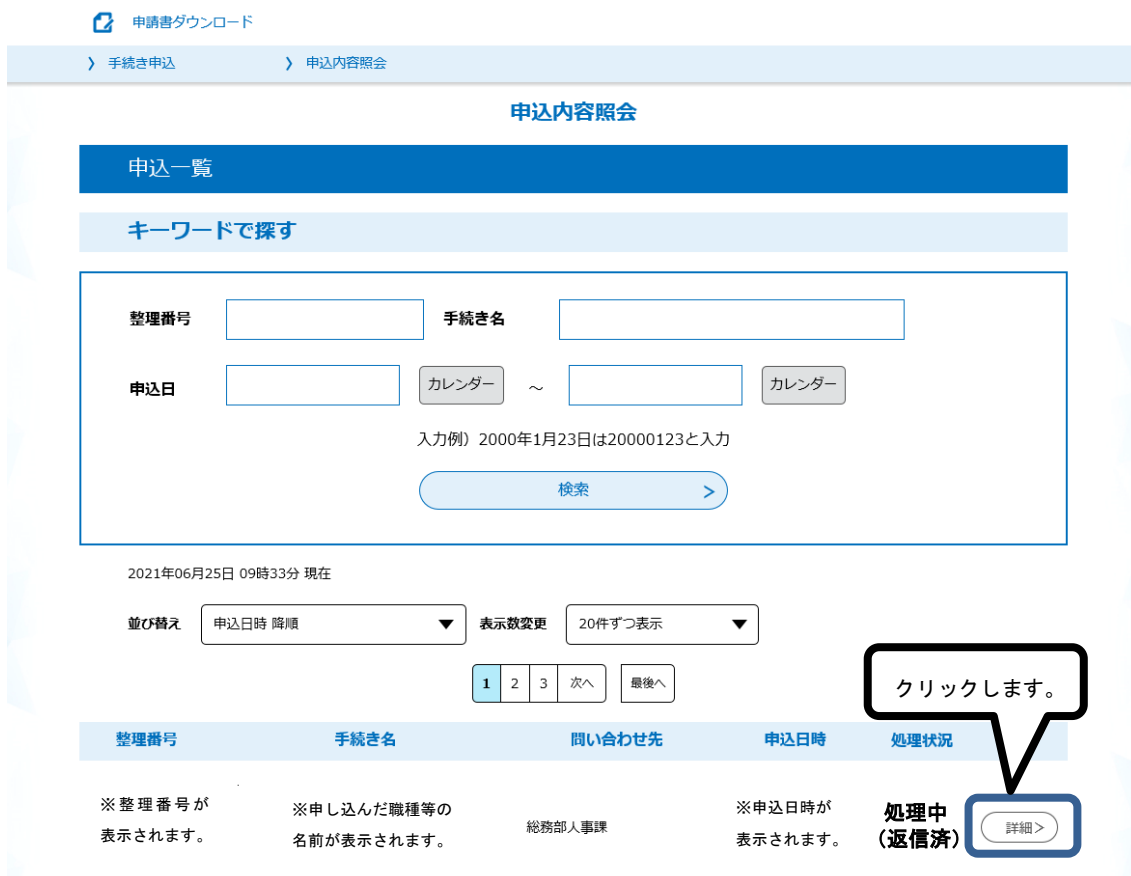 申請書ダウンロード
〉 手続き申込 〉 申込内容照会
申込内容照会
申込一覧
キーワードで探す
整理番号 手続き名
申込日 カレンダー ～ カレンダー
入力例）2000年1月23日は20000123と入力
検索 >
2021年06月25日 09時33分 現在
並び替え 申込日時 降順 ▼ 表示数変更 20件ずつ表示 ▼
1 2 3 次へ 最後へ
クリックします。
整理番号 手続き名 問い合わせ先 申込日時 処理状況
※整理番号が
表示されます。
※申し込んだ職種等の
名前が表示されます。
総務部人事課
※申込日時が
表示されます。
処理中
（返信済）
詳細>